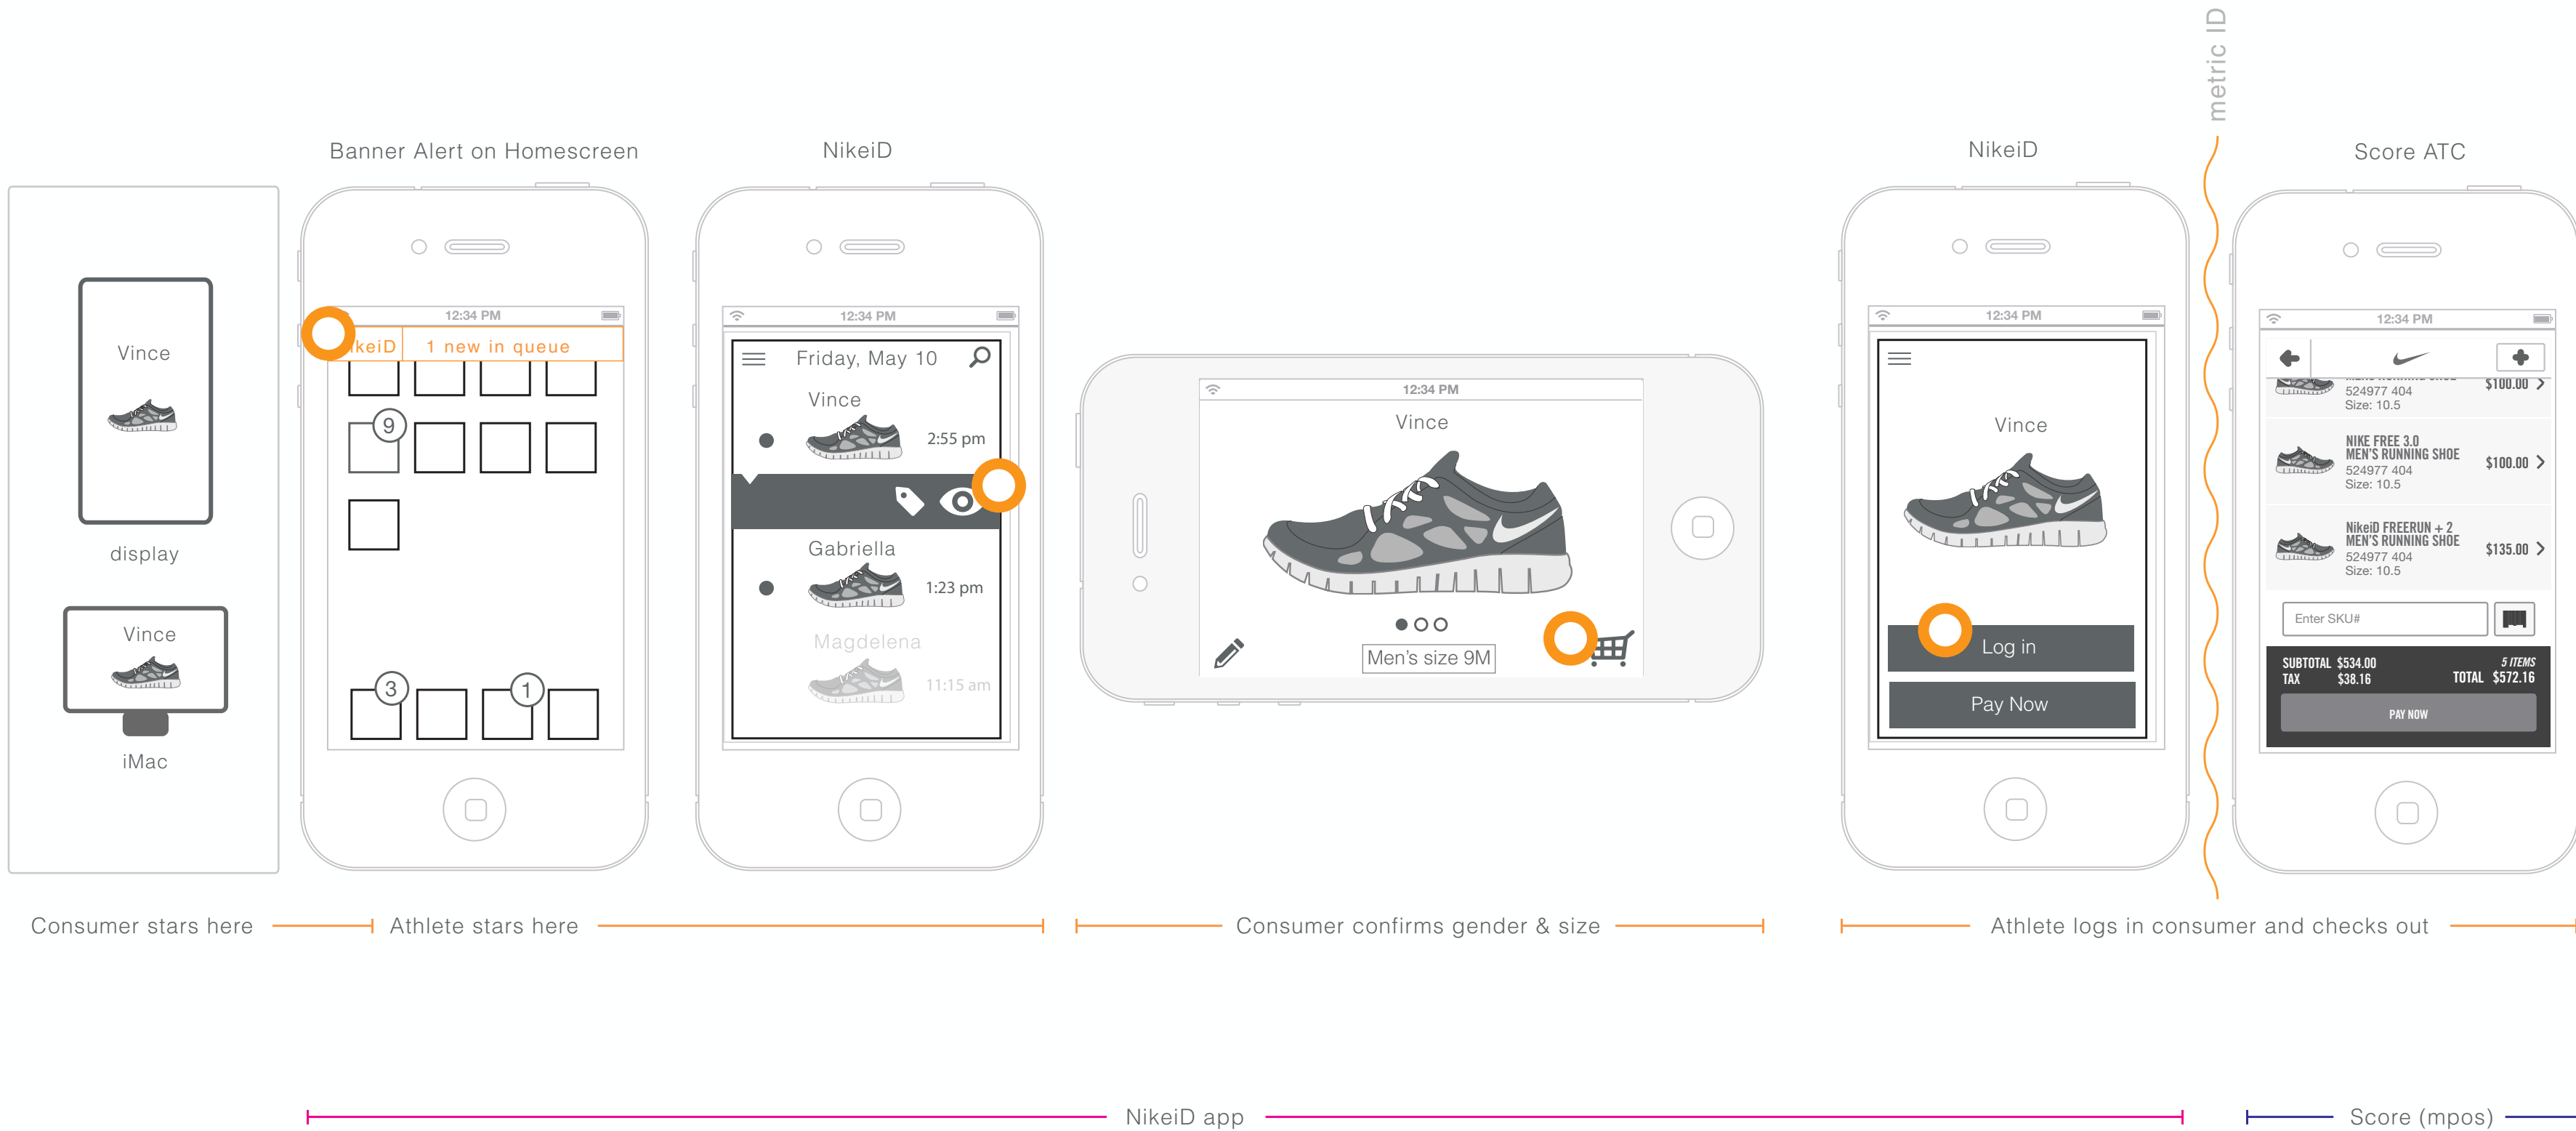 metric ID
Banner Alert on Homescreen
NikeiD
NikeiD
Score ATC
Vince
display
Vince
iMac
12:34 PM
keiD
1 new in queue
9
3
1
12:34 PM
Friday, May 10
Vince
2:55 pm
Gabriella
1:23 pm
Magdelena
11:15 am
12:34 PM
Vince
Men's size 9M
12:34 PM
Vince
Log in
Pay Now
12:34 PM
$100.00
524977 404
Size: 10.5
NIKE FREE 3.0
MEN'S RUNNING SHOE
524977 404
Size: 10.5
$100.00
NikeiD FREERUN + 2
MEN'S RUNNING SHOE
524977 404
Size: 10.5
$135.00
Enter SKU#
SUBTOTAL $534.00
TAX $38.16
5 ITEMS
TOTAL $572.16
PAY NOW
Consumer stars here
Athlete stars here
Consumer confirms gender & size
Athlete logs in consumer and checks out
NikeiD app
Score (mpos)